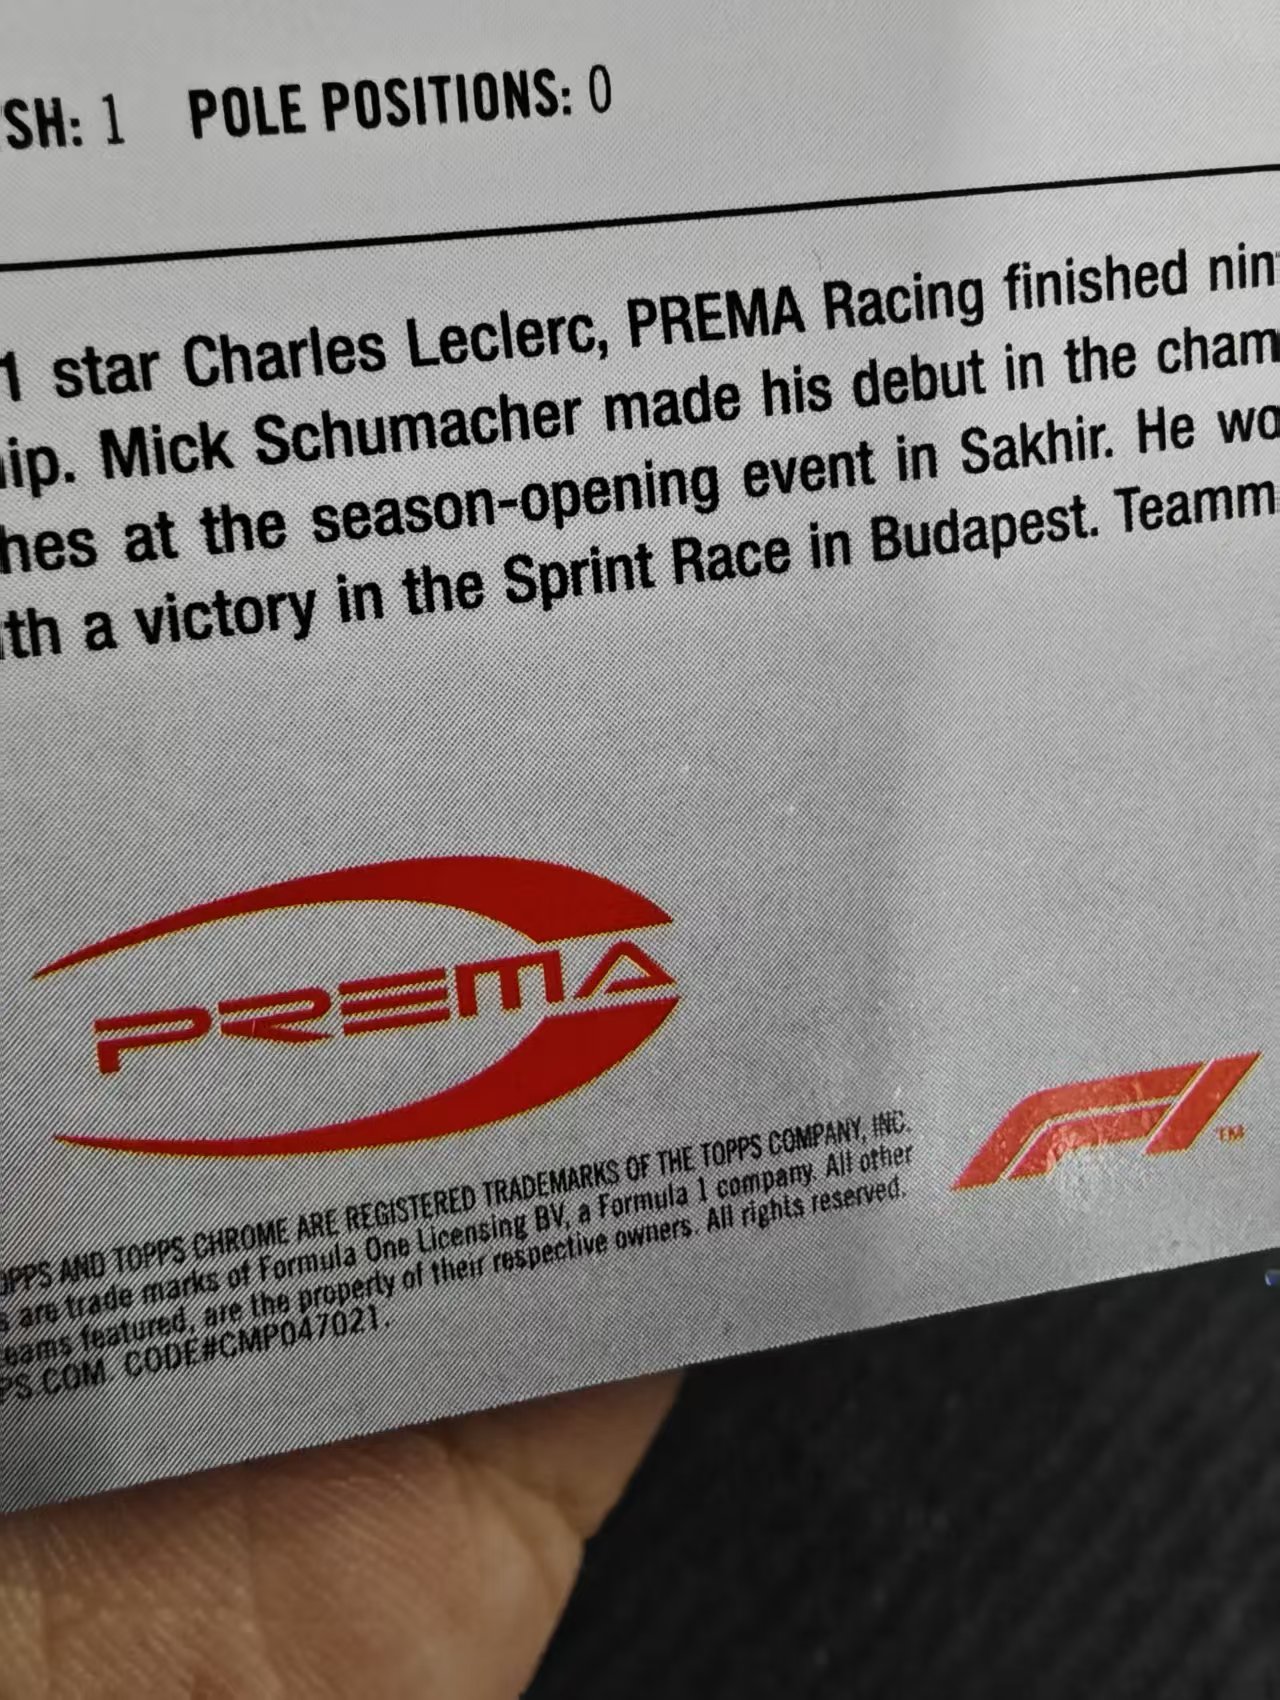 SH: 1 POLE POSITIONS: 0
1 star Charles Leclerc, PREMA Racing finished nin
ip. Mick Schumacher made his debut in the cham
hes at the season-opening event in Sakhir. He wo
ith a victory in the Sprint Race in Budapest. Teamm
PREMA
F1™
OPPS AND TOPPS CHROME ARE REGISTERED TRADEMARKS OF THE TOPPS COMPANY, INC.
s are trade marks of Formula One Licensing BV, a Formula 1 company. All other
eams featured, are the property of their respective owners. All rights reserved.
PS.COM. CODE#CMP047021.